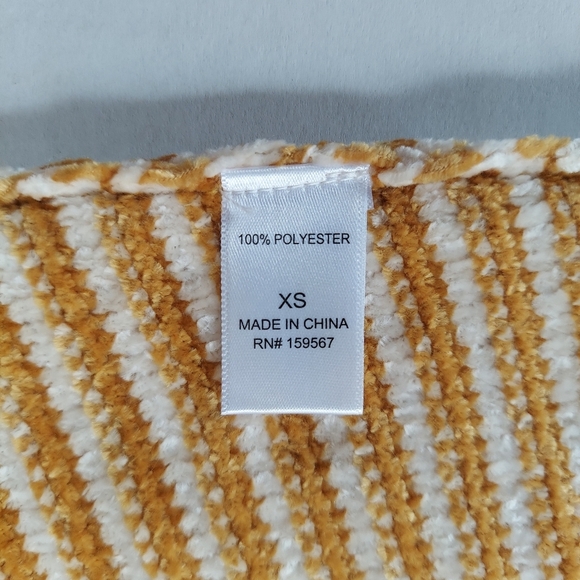 100% POLYESTER
XS
MADE IN CHINA
RN# 159567